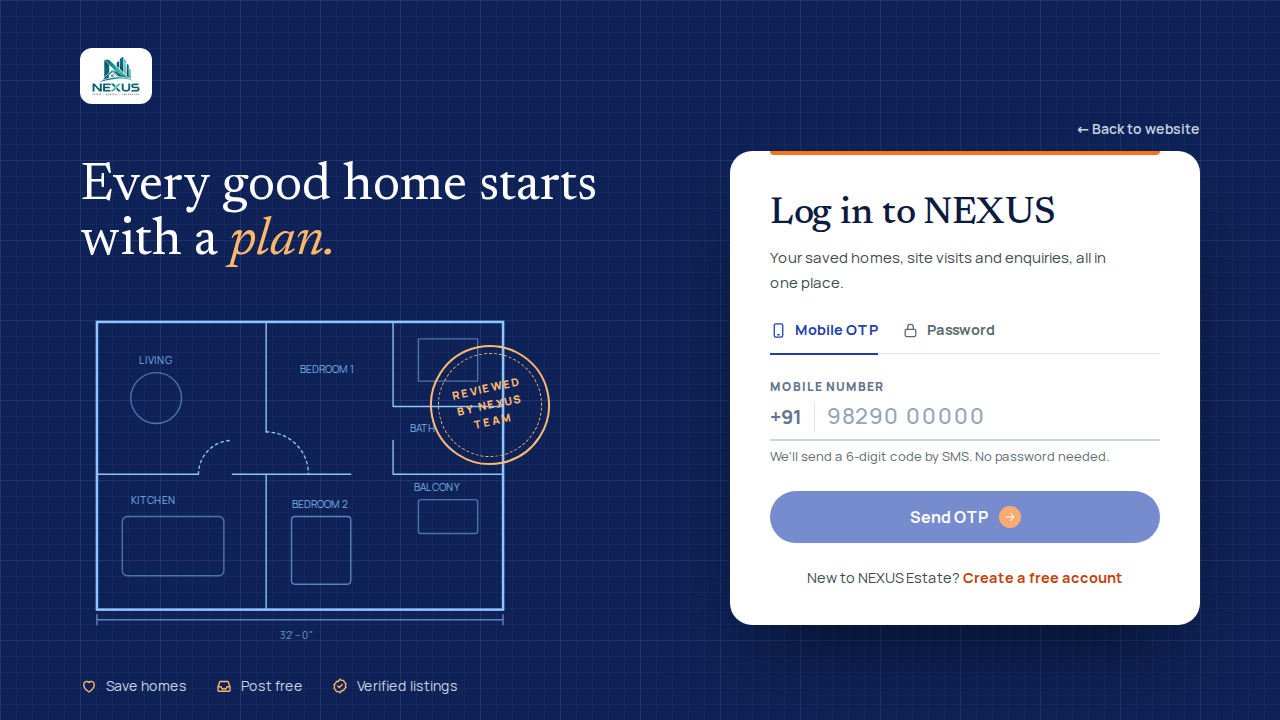 NEXUS
← Back to website
Every good home starts
with a plan.
Log in to NEXUS
Your saved homes, site visits and enquiries, all in
one place.
Mobile OTP
Password
MOBILE NUMBER
+91 98290 00000
We'll send a 6-digit code by SMS. No password needed.
Send OTP
New to NEXUS Estate? Create a free account
LIVING
BEDROOM 1
REVIEWED
BY NEXUS
TEAM
BATH
BALCONY
KITCHEN
BEDROOM 2
32' - 0"
Save homes
Post free
Verified listings